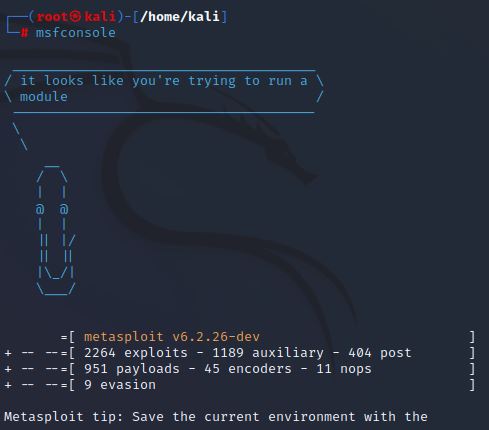 ┌──(root㉿kali)-[/home/kali]
└─# msfconsole
/ it looks like you're trying to run a \
\ module /
\
\
__
/ \
| |
@ @
| |
|| |/
|| ||
|\_/|
\___/
=[ metasploit v6.2.26-dev ]
+ -- --=[ 2264 exploits - 1189 auxiliary - 404 post ]
+ -- --=[ 951 payloads - 45 encoders - 11 nops ]
+ -- --=[ 9 evasion ]
Metasploit tip: Save the current environment with the